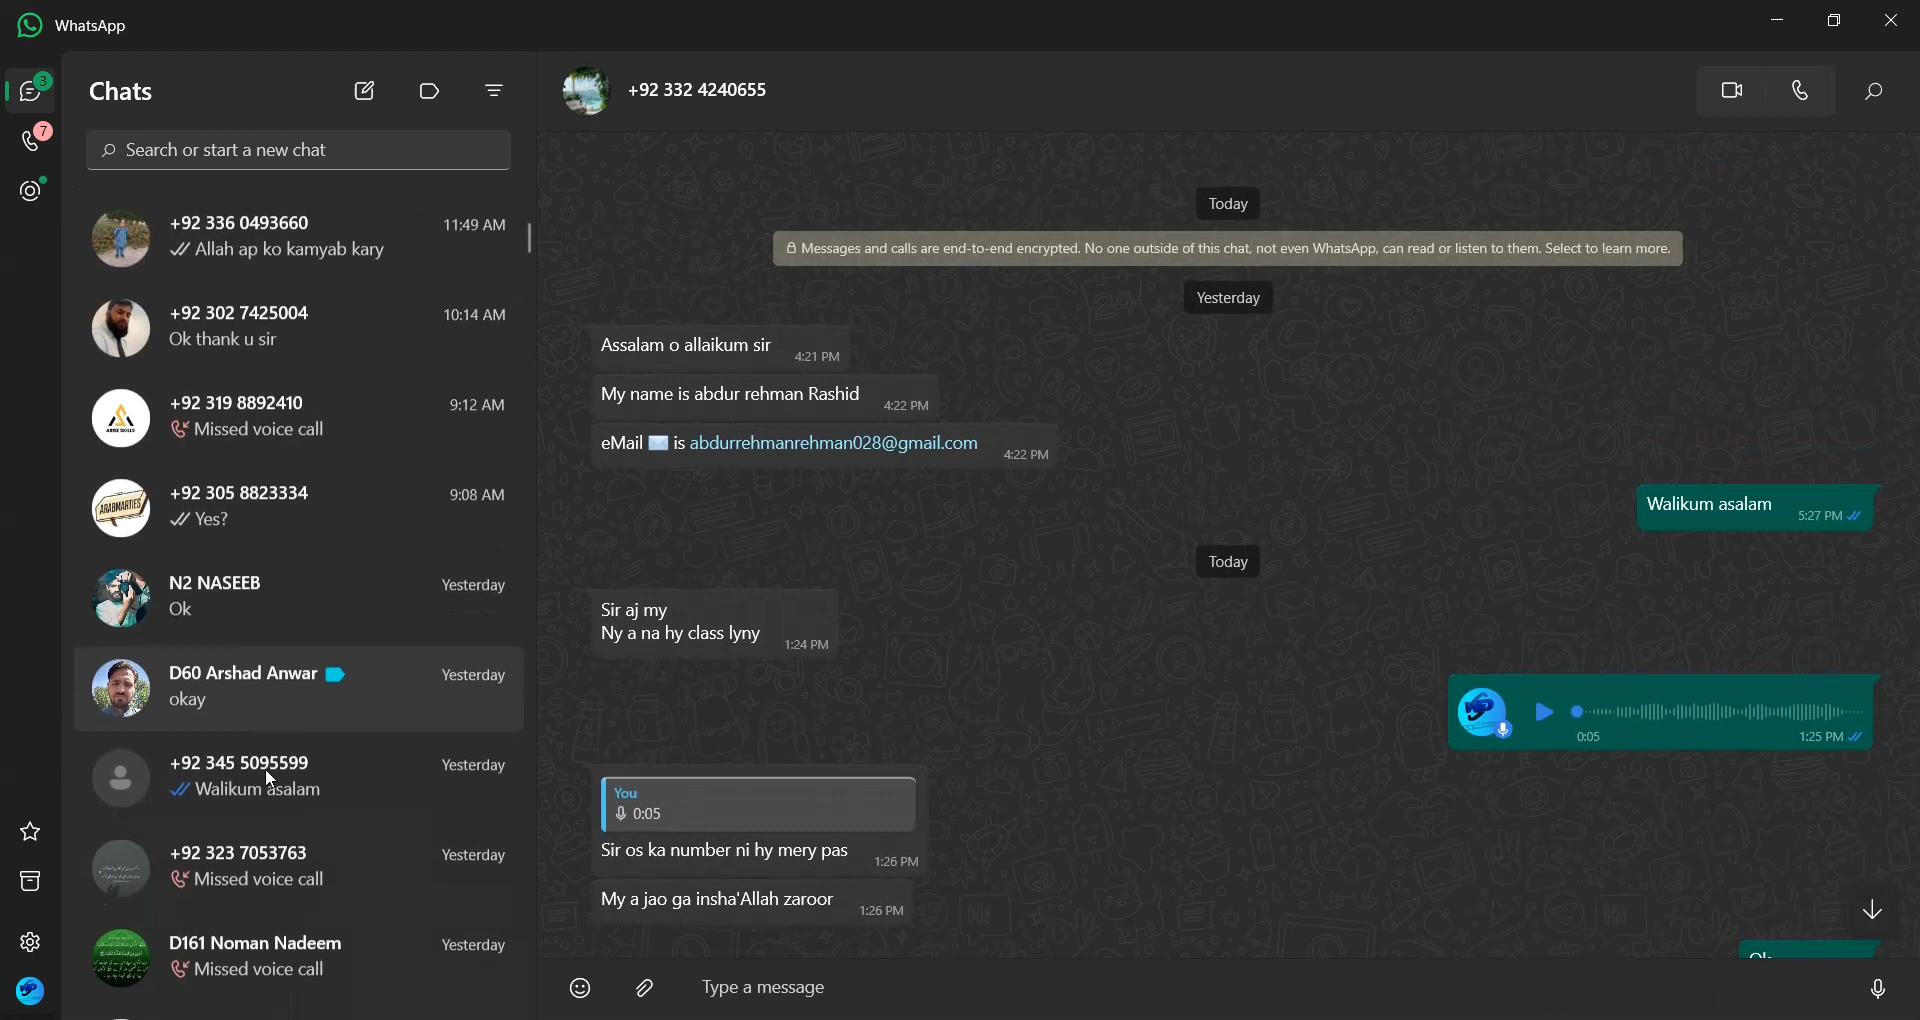 WhatsApp
3
7
Chats
Search or start a new chat
+92 336 0493660
11:49 AM
Allah ap ko kamyab kary
+92 302 7425004
10:14 AM
Ok thank u sir
+92 319 8892410
9:12 AM
Missed voice call
ARISE SKILLS
+92 305 8823334
9:08 AM
Yes?
ARABMARTIES
N2 NASEEB
Yesterday
Ok
D60 Arshad Anwar
Yesterday
okay
+92 345 5095599
Yesterday
Walikum asalam
+92 323 7053763
Yesterday
Missed voice call
D161 Noman Nadeem
Yesterday
Missed voice call
+92 332 4240655
Today
Messages and calls are end-to-end encrypted. No one outside of this chat, not even WhatsApp, can read or listen to them. Select to learn more.
Yesterday
Assalam o allaikum sir
4:21 PM
My name is abdur rehman Rashid
4:22 PM
eMail ✉️ is abdurrehmanrehman028@gmail.com
4:22 PM
Walikum asalam
5:27 PM
Today
Sir aj my
Ny a na hy class lyny
1:24 PM
0:05
1:25 PM
You
0:05
Sir os ka number ni hy mery pas
1:26 PM
My a jao ga insha'Allah zaroor
1:26 PM
Type a message